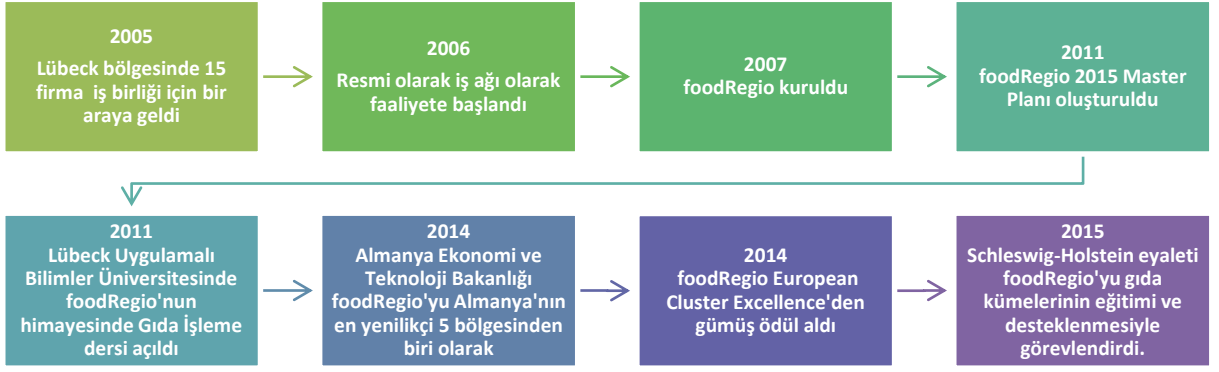 2005
Lübeck bölgesinde 15
firma iş birliği için bir
araya geldi
2006
Resmi olarak iş ağı olarak
faaliyete başlandı
2007
foodRegio kuruldu
2011
foodRegio 2015 Master
Planı oluşturuldu
2011
Lübeck Uygulamalı
Bilimler Üniversitesinde
foodRegio'nun
himayesinde Gıda İşleme
dersi açıldı
2014
Almanya Ekonomi ve
Teknoloji Bakanlığı
foodRegio'yu Almanya'nın
en yenilikçi 5 bölgesinden
biri olarak
2014
foodRegio European
Cluster Excellence'den
gümüş ödül aldı
2015
Schleswig-Holstein eyaleti
foodRegio'yu gıda
kümelerinin eğitimi ve
desteklenmesiyle
görevlendirdi.